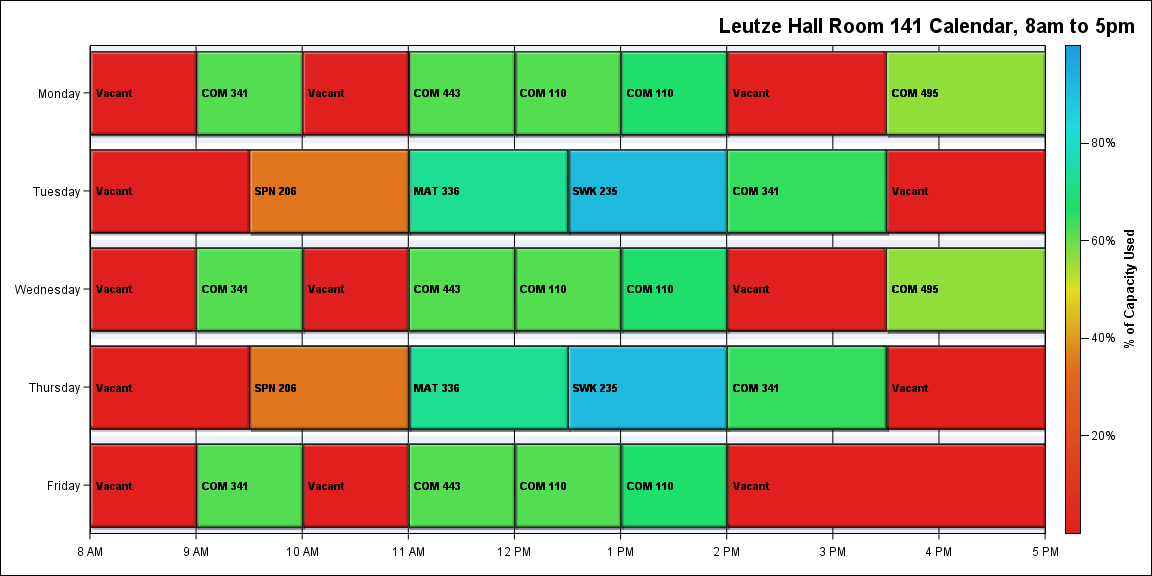 Leutze Hall Room 141 Calendar, 8am to 5pm
Monday
Vacant
COM 341
Vacant
COM 443
COM 110
COM 110
Vacant
COM 495
Tuesday
Vacant
SPN 206
MAT 336
SWK 235
COM 341
Vacant
Wednesday
Vacant
COM 341
Vacant
COM 443
COM 110
COM 110
Vacant
COM 495
Thursday
Vacant
SPN 206
MAT 336
SWK 235
COM 341
Vacant
Friday
Vacant
COM 341
Vacant
COM 443
COM 110
COM 110
Vacant
8 AM
9 AM
10 AM
11 AM
12 PM
1 PM
2 PM
3 PM
4 PM
5 PM
80%
60%
40%
20%
% of Capacity Used